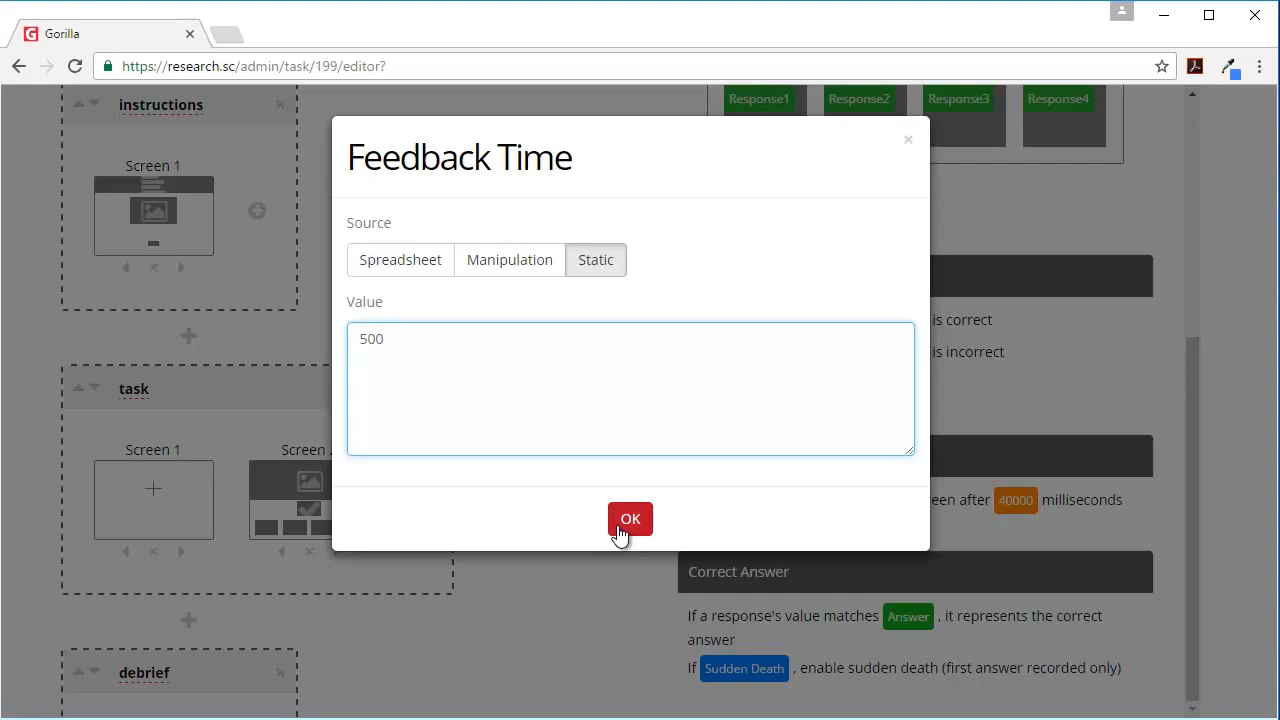 Gorilla
https://research.sc/admin/task/199/editor?
instructions
Screen 1
Response1
Response2
Response3
Response4
Feedback Time
Source
Spreadsheet
Manipulation
Static
Value
500
OK
is correct
is incorrect
task
Screen 1
Screen
een after 40000 milliseconds
Correct Answer
If a response's value matches Answer , it represents the correct
answer
If Sudden Death , enable sudden death (first answer recorded only)
debrief